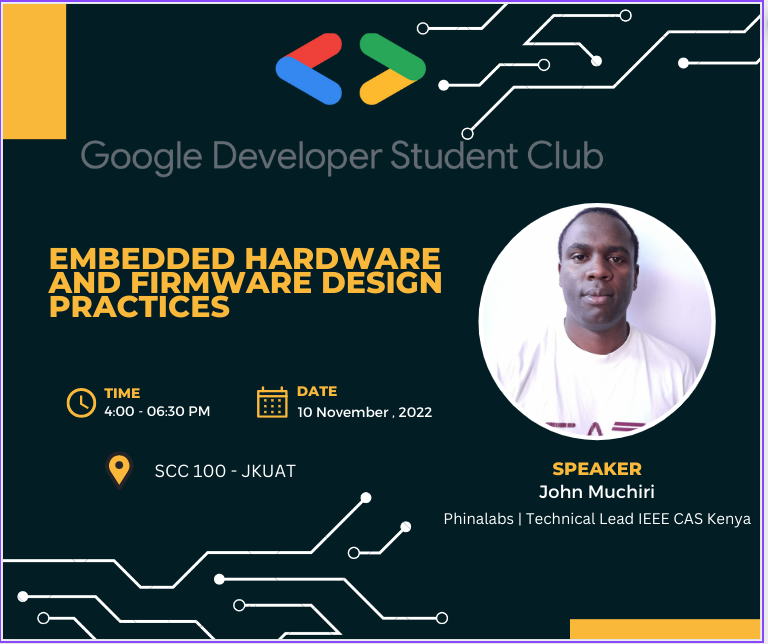 Google Developer Student Club
EMBEDDED HARDWARE
AND FIRMWARE DESIGN
PRACTICES
TIME
4:00 - 06:30 PM
DATE
10 November , 2022
SCC 100 - JKUAT
SPEAKER
John Muchiri
Phinalabs | Technical Lead IEEE CAS Kenya